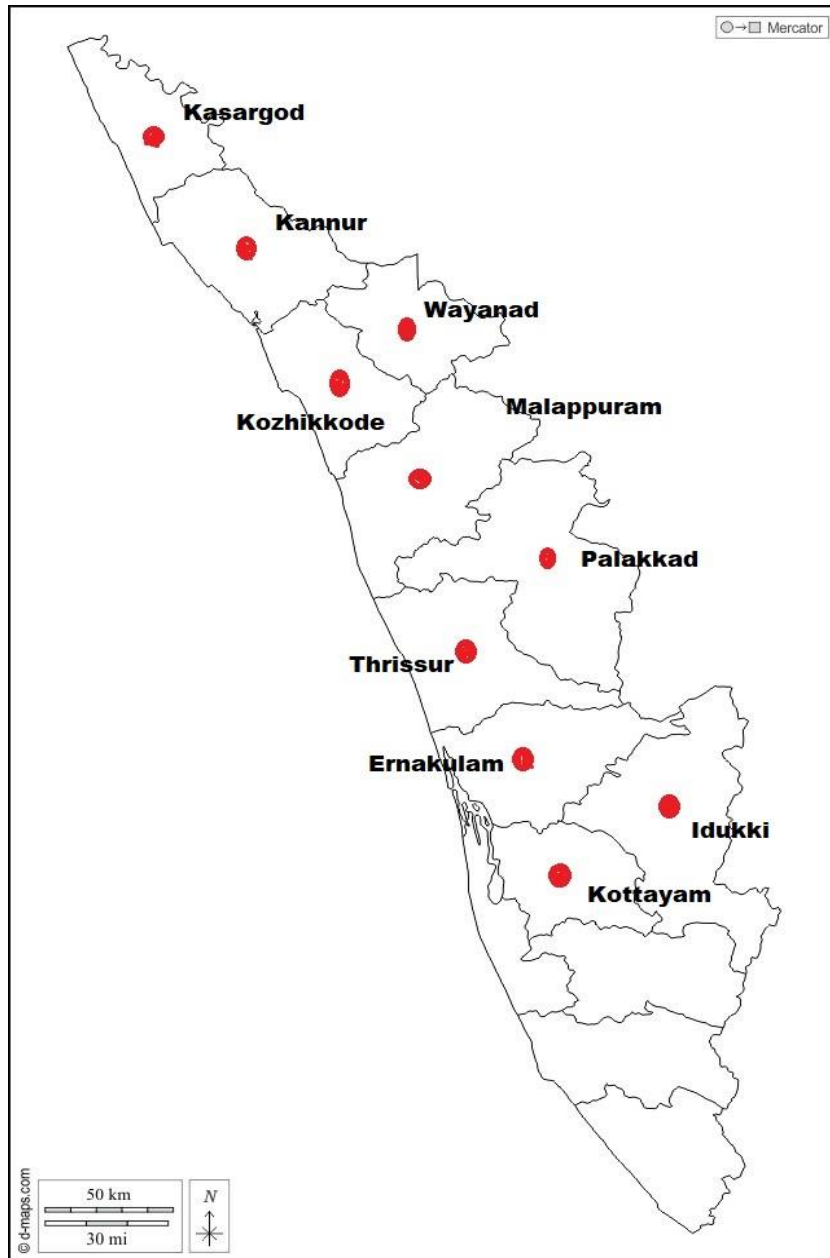 Mercator
Kasargod
Kannur
Wayanad
Malappuram
Kozhikkode
Palakkad
Thrissur
Ernakulam
Idukki
Kottayam
50 km
30 mi
N
© d-maps.com